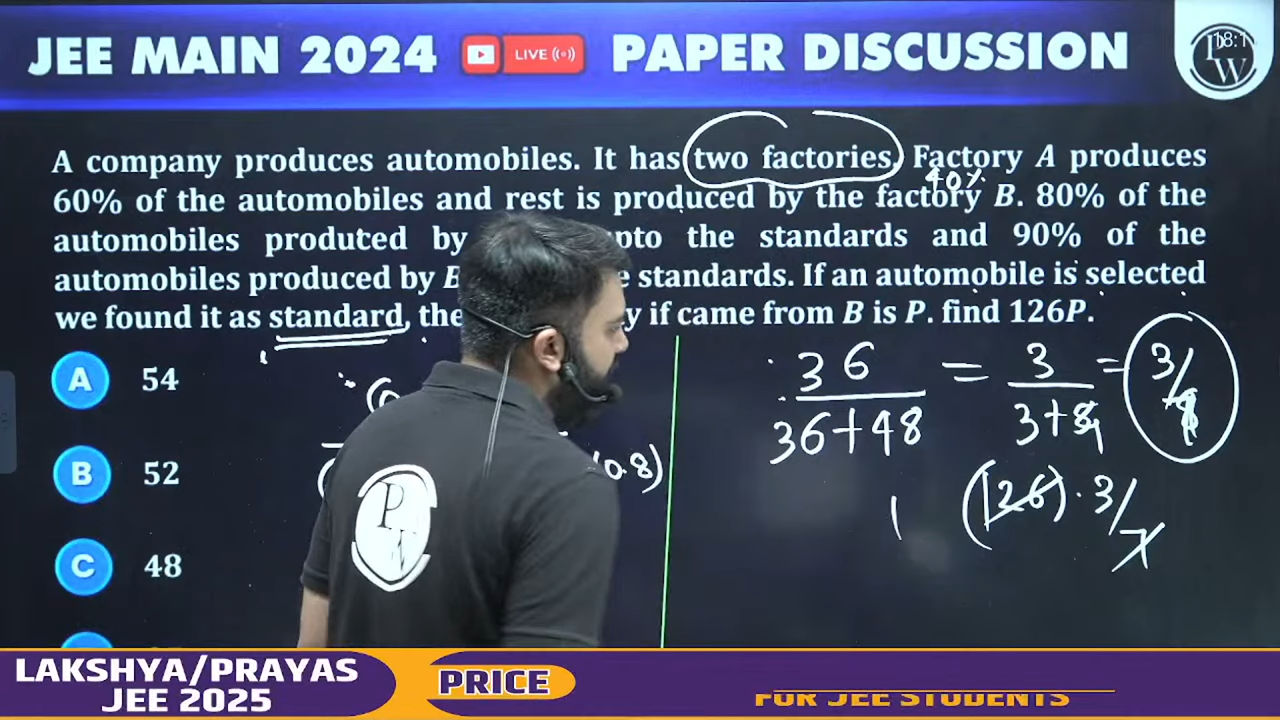 JEE MAIN 2024 LIVE PAPER DISCUSSION
A company produces automobiles. It has two factories. Factory A produces
40%
60% of the automobiles and rest is produced by the factory B. 80% of the
automobiles produced by upto the standards and 90% of the
automobiles produced by B standards. If an automobile is selected
we found it as standard, if came from B is P. find 126P.
A 54
B 52
C 48
36 / 36+48 = 3 / 3+4 = 3/7
(0.8)
(126) · 3/7
PW
LAKSHYA/PRAYAS
JEE 2025
PRICE
FOR JEE STUDENTS